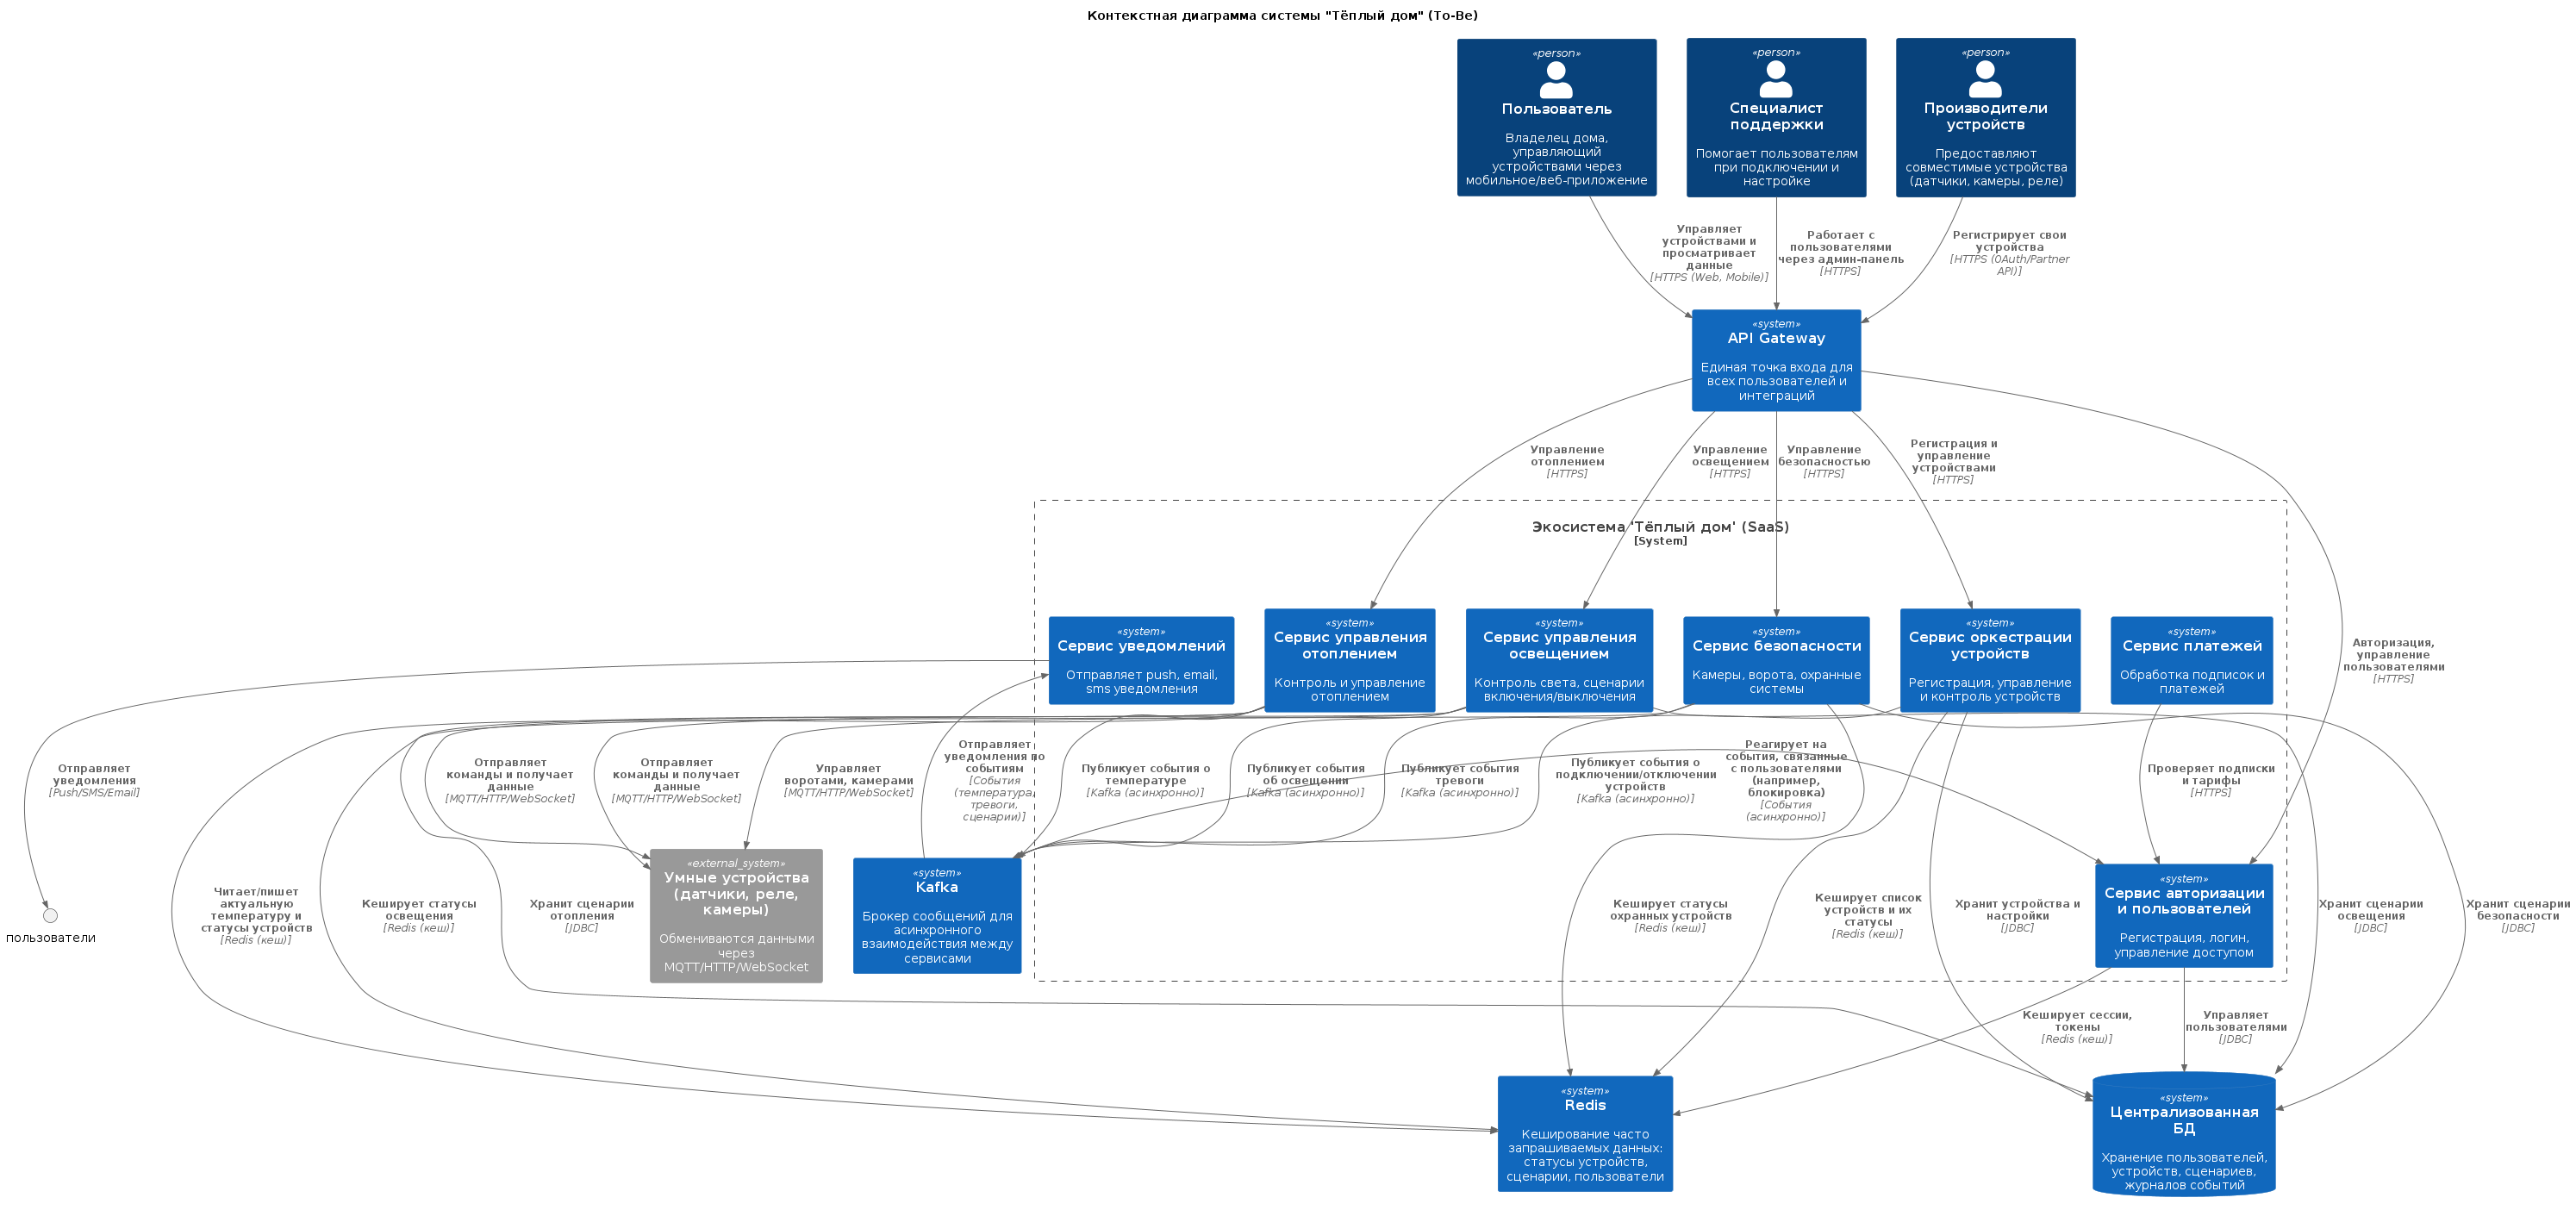 Контекстная диаграмма системы "Тёплый дом" (To-Be)
«person»
Пользователь
Владелец дома,
управляющий
устройствами через
мобильное/веб-приложение
«person»
Специалист
поддержки
Помогает пользователям
при подключении и
настройке
«person»
Производители
устройств
Предоставляют
совместимые устройства
(датчики, камеры, реле)
Управляет
устройствами и
просматривает
данные
[HTTPS (Web, Mobile)]
Работает с
пользователями
через админ-панель
[HTTPS]
Регистрирует свои
устройства
[HTTPS (OAuth/Partner
API)]
«system»
API Gateway
Единая точка входа для
всех пользователей и
интеграций
Управление
отоплением
[HTTPS]
Управление
освещением
[HTTPS]
Управление
безопасностью
[HTTPS]
Регистрация и
управление
устройствами
[HTTPS]
Авторизация,
управление
пользователями
[HTTPS]
Экосистема 'Тёплый дом' (SaaS)
[System]
«system»
Сервис уведомлений
Отправляет push, email,
sms уведомления
«system»
Сервис управления
отоплением
Контроль и управление
отоплением
«system»
Сервис управления
освещением
Контроль света, сценарии
включения/выключения
«system»
Сервис безопасности
Камеры, ворота, охранные
системы
«system»
Сервис оркестрации
устройств
Регистрация, управление
и контроль устройств
«system»
Сервис платежей
Обработка подписок и
платежей
Отправляет
уведомления
[Push/SMS/Email]
Отправляет
команды и получает
данные
[MQTT/HTTP/WebSocket]
Отправляет
команды и получает
данные
[MQTT/HTTP/WebSocket]
Управляет
воротами, камерами
[MQTT/HTTP/WebSocket]
Отправляет
уведомления по
событиям
[События
(температура,
тревоги,
сценарии)]
Публикует события о
температуре
[Kafka (асинхронно)]
Публикует события
об освещении
[Kafka (асинхронно)]
Публикует события
тревоги
[Kafka (асинхронно)]
Публикует события о
подключении/отключении
устройств
[Kafka (асинхронно)]
Реагирует на
события, связанные
с пользователями
(например,
блокировка)
[События
(асинхронно)]
Проверяет подписки
и тарифы
[HTTPS]
пользователи
Читает/пишет
актуальную
температуру и
статусы устройств
[Redis (кеш)]
Кеширует статусы
освещения
[Redis (кеш)]
Хранит сценарии
отопления
[JDBC]
«external_system»
Умные устройства
(датчики, реле,
камеры)
Обмениваются данными
через
MQTT/HTTP/WebSocket
«system»
Kafka
Брокер сообщений для
асинхронного
взаимодействия между
сервисами
Кеширует статусы
охранных устройств
[Redis (кеш)]
Кеширует список
устройств и их
статусы
[Redis (кеш)]
Хранит устройства и
настройки
[JDBC]
«system»
Сервис авторизации
и пользователей
Регистрация, логин,
управление доступом
Хранит сценарии
освещения
[JDBC]
Хранит сценарии
безопасности
[JDBC]
Кеширует сессии,
токены
[Redis (кеш)]
Управляет
пользователями
[JDBC]
«system»
Redis
Кеширование часто
запрашиваемых данных:
статусы устройств,
сценарии, пользователи
«system»
Централизованная
БД
Хранение пользователей,
устройств, сценариев,
журналов событий